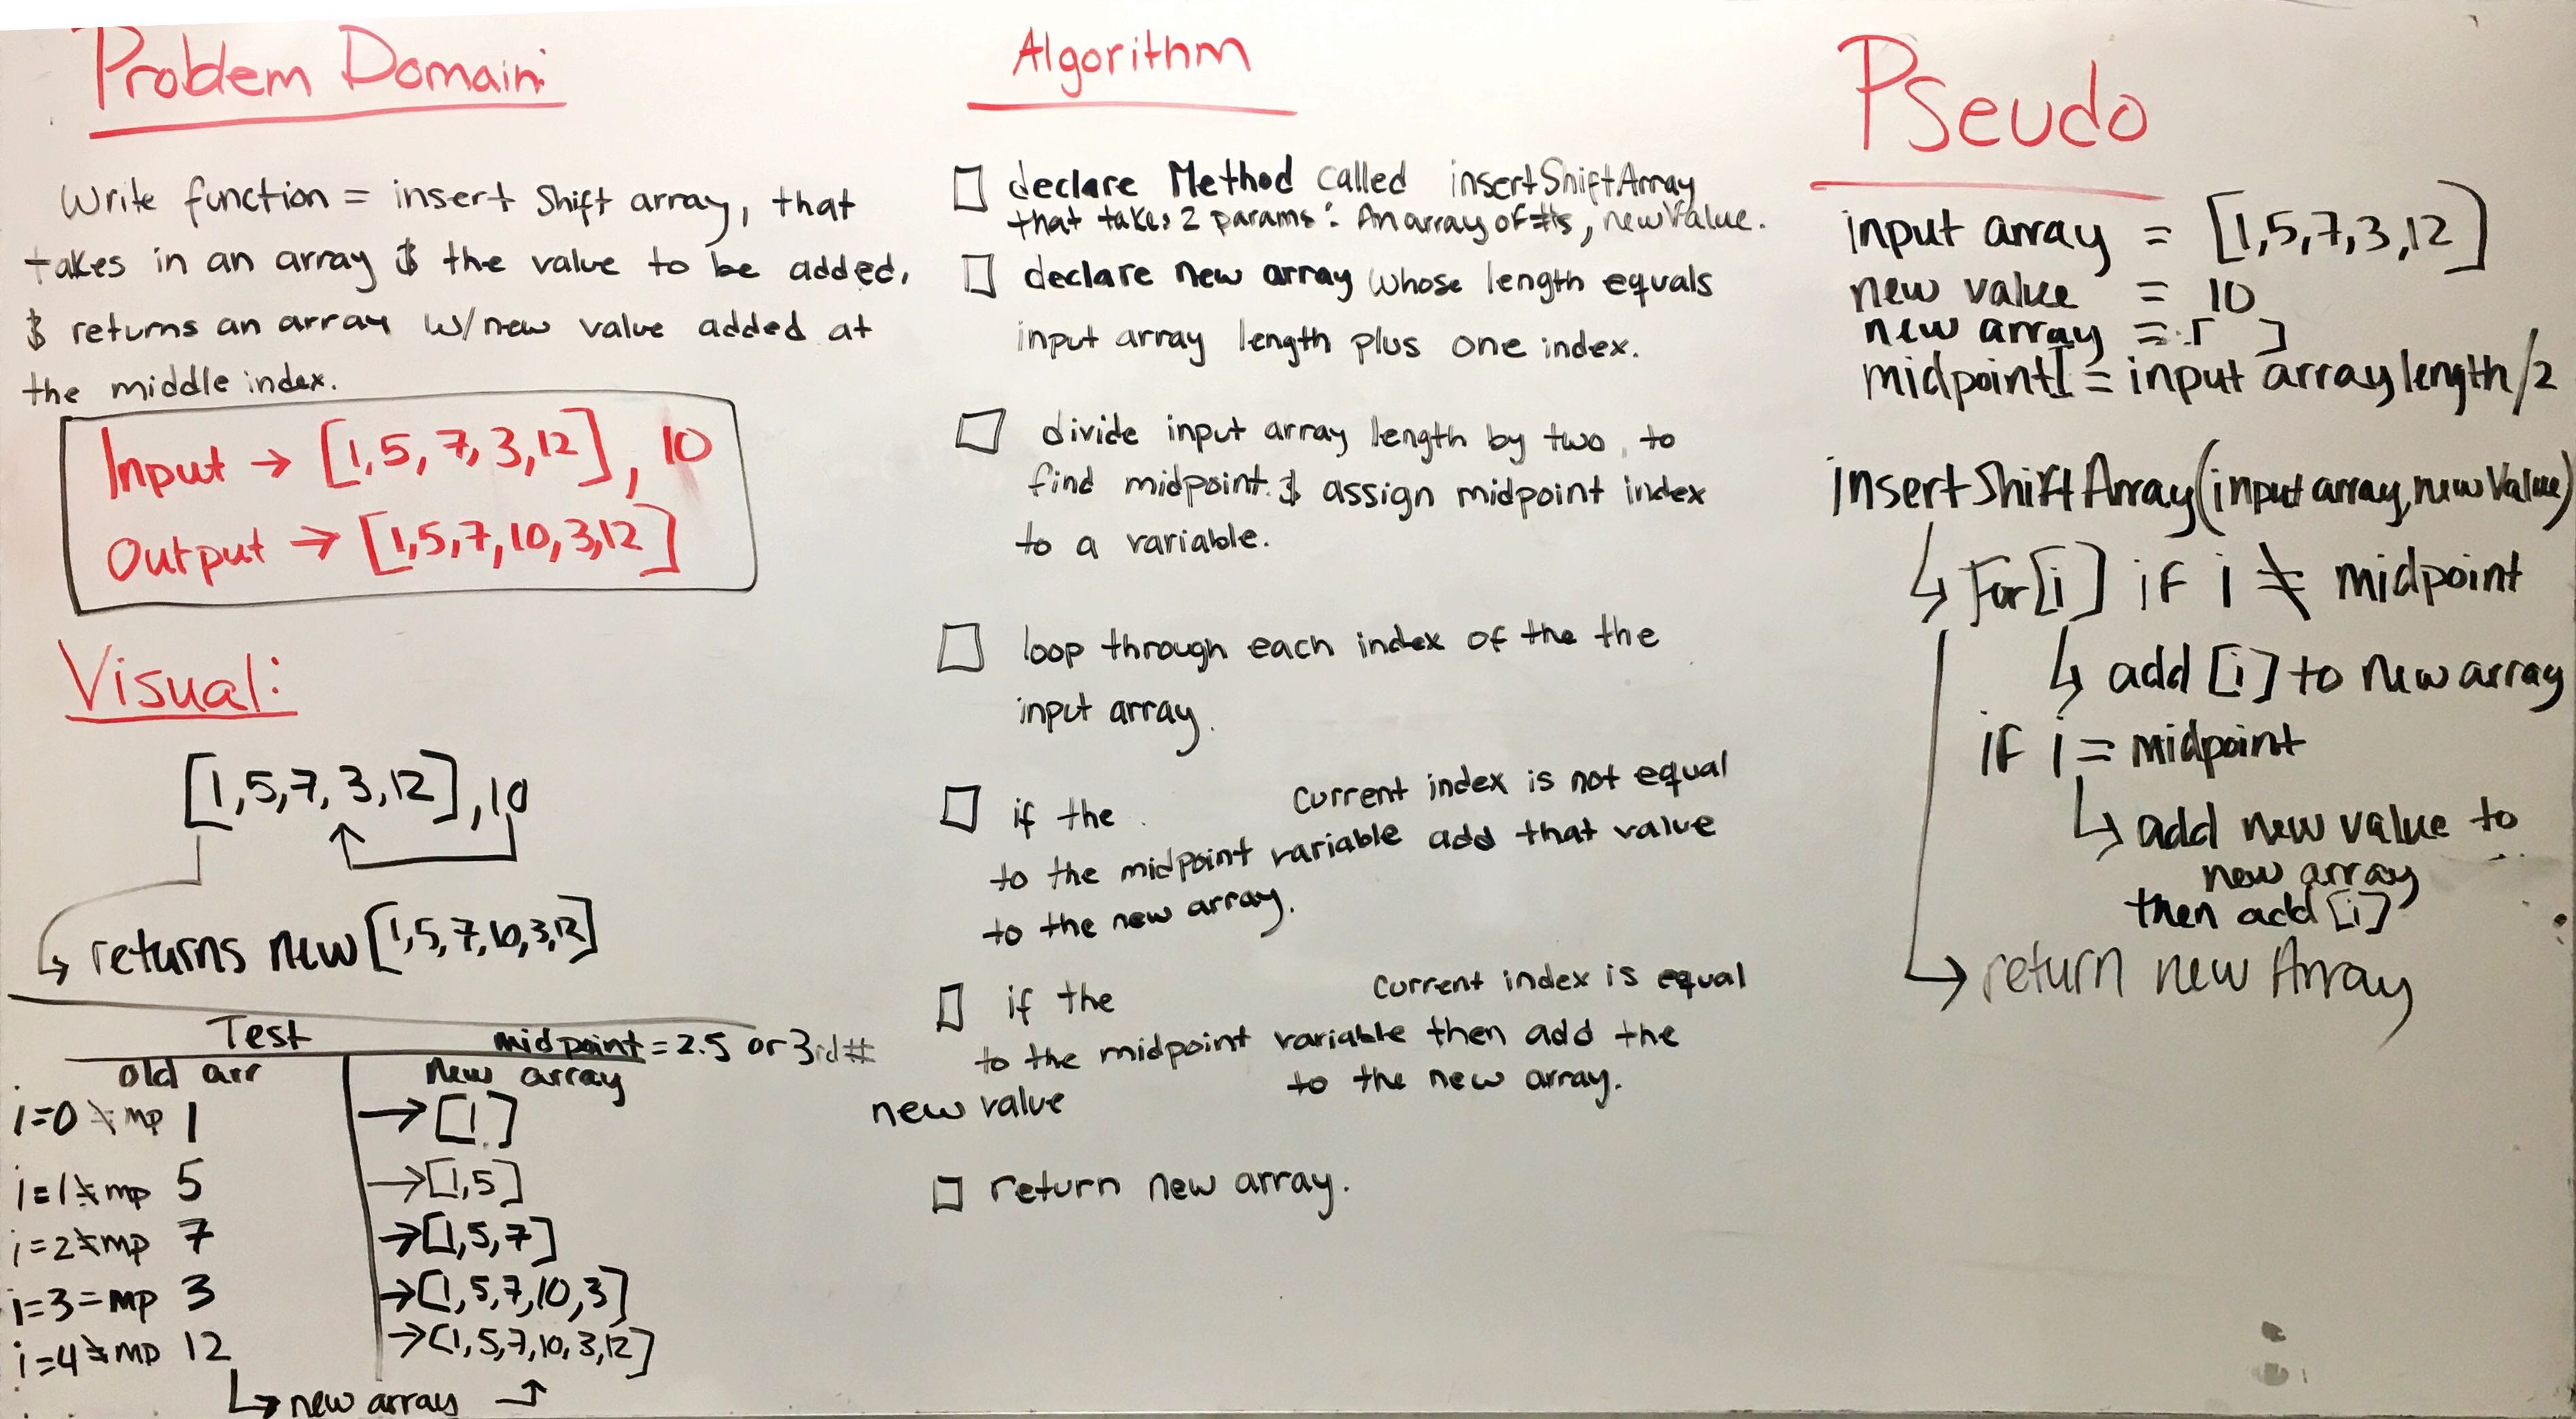 Problem Domain:
Write function = insert Shift array, that
takes in an array & the value to be added,
& returns an array w/new value added at
the middle index.
Input → [1,5,7,3,12], 10
Output → [1,5,7,10,3,12]
Visual:
[1,5,7,3,12],10
returns new [1,5,7,10,3,12]
Test
midpoint = 2.5 or 3id#
old arr
new array
i=0 ≠ mp 1 → [1]
i=1 ≠ mp 5 → [1,5]
i=2 ≠ mp 7 → [1,5,7]
i=3 = mp 3 → [1,5,7,10,3]
i=4 ≠ mp 12 → [1,5,7,10,3,12]
↳ new array
Algorithm
declare Method called insertShiftArray
that takes 2 params: An array of #s, newValue.
declare new array whose length equals
input array length plus one index.
divide input array length by two, to
find midpoint. & assign midpoint index
to a variable.
loop through each index of the the
input array.
if the current index is not equal
to the midpoint variable add that value
to the new array.
if the current index is equal
to the midpoint variable then add the
new value to the new array.
return new array.
Pseudo
input array = [1,5,7,3,12]
new value = 10
new array = [ ]
midpointI = input array length/2
insertShiftArray(input array, newValue)
↳ For[i] if i ≠ midpoint
↳ add [i] to new array
if i = midpoint
↳ add new value to
new array
then add [i]
↳ return new Array